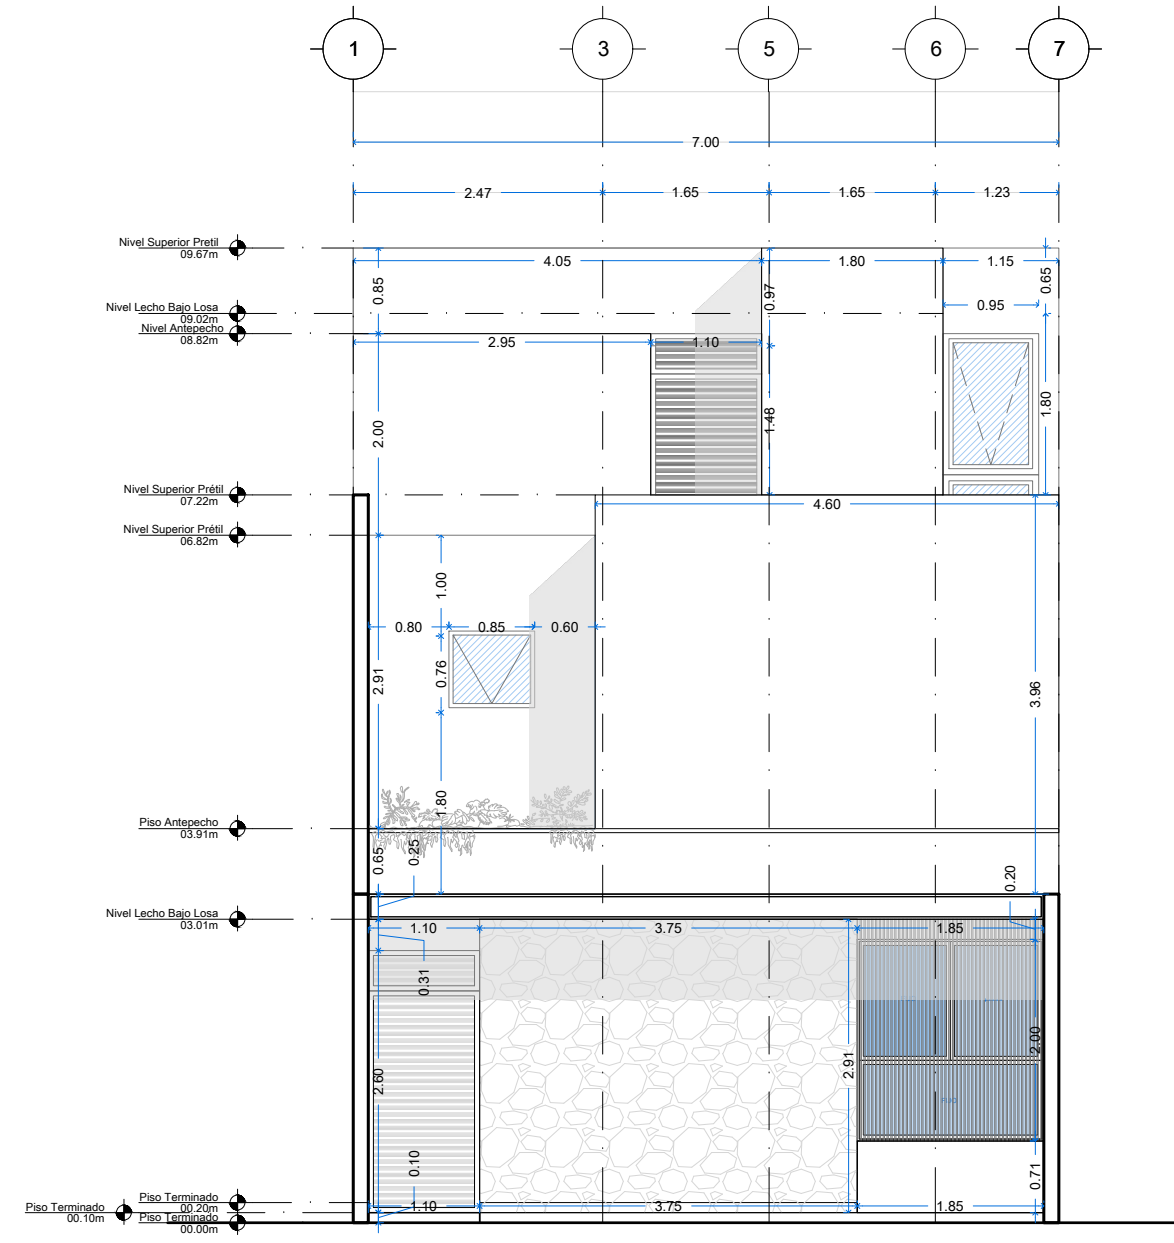 1 3 5 6 7
7.00
2.47 1.65 1.65 1.23
Nivel Superior Pretil
09.67m
4.05 1.80 1.15
0.85
0.97
0.65
Nivel Lecho Bajo Losa
09.02m
0.95
Nivel Antepecho
08.82m
2.95 1.10
2.00
1.48
1.80
Nivel Superior Prétil
07.22m
4.60
Nivel Superior Prétil
06.82m
1.00
0.80 0.85 0.60
2.91
0.76
3.96
1.80
Piso Antepecho
03.91m
0.65
0.25
0.20
Nivel Lecho Bajo Losa
03.01m
1.10 3.75 1.85
0.31
2.00
2.91
2.60
FIJO
0.10
0.71
Piso Terminado
00.20m
1.10 3.75 1.85
Piso Terminado
00.10m
Piso Terminado
00.00m